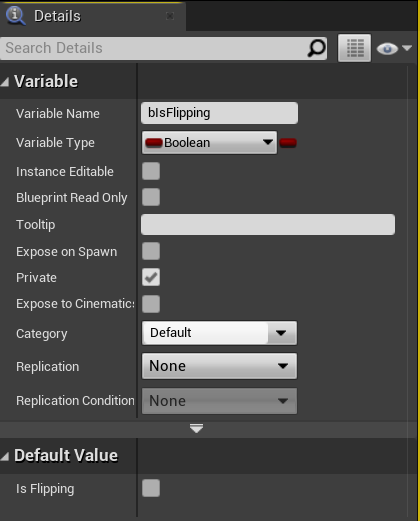 Details
Search Details
Variable
Variable Name bIsFlipping
Variable Type Boolean
Instance Editable
Blueprint Read Only
Tooltip
Expose on Spawn
Private
Expose to Cinematics
Category Default
Replication None
Replication Condition None
Default Value
Is Flipping